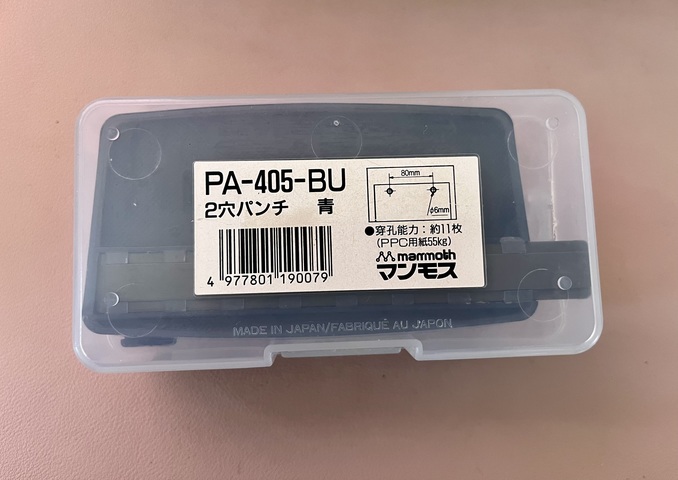 PA-405-BU
2穴パンチ 青
80mm
φ6mm
●穿孔能力：約11枚
（PPC用紙55kg）
mammoth
マンモス
4 977801 190079
MADE IN JAPAN/FABRIQUÉ AU JAPON